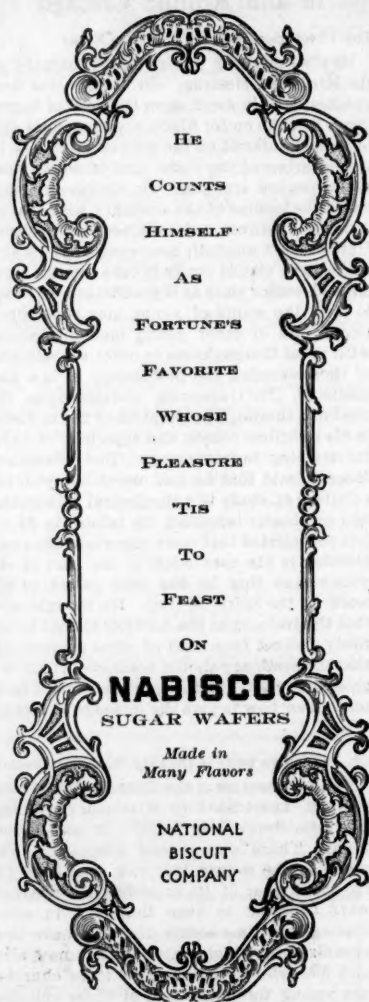 HE
COUNTS
HIMSELF
AS
FORTUNE'S
FAVORITE
WHOSE
PLEASURE
'TIS
TO
FEAST
ON
NABISCO
SUGAR WAFERS
Made in
Many Flavors
NATIONAL
BISCUIT
COMPANY